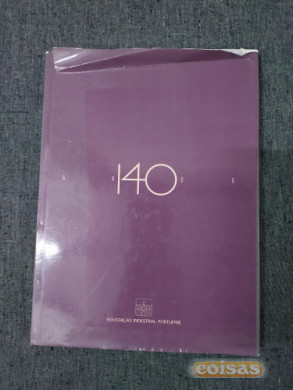 140
ASSOCIAÇÃO INDUSTRIAL PORTUENSE
coisas